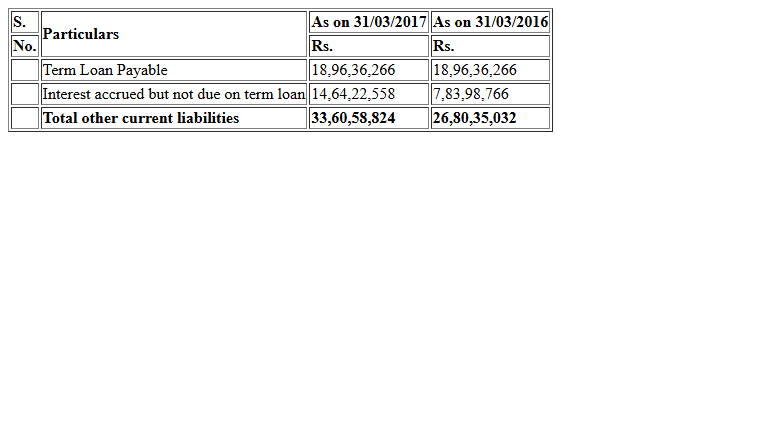 S. Particulars As on 31/03/2017 As on 31/03/2016
No. Rs. Rs.
Term Loan Payable 18,96,36,266 18,96,36,266
Interest accrued but not due on term loan 14,64,22,558 7,83,98,766
Total other current liabilities 33,60,58,824 26,80,35,032